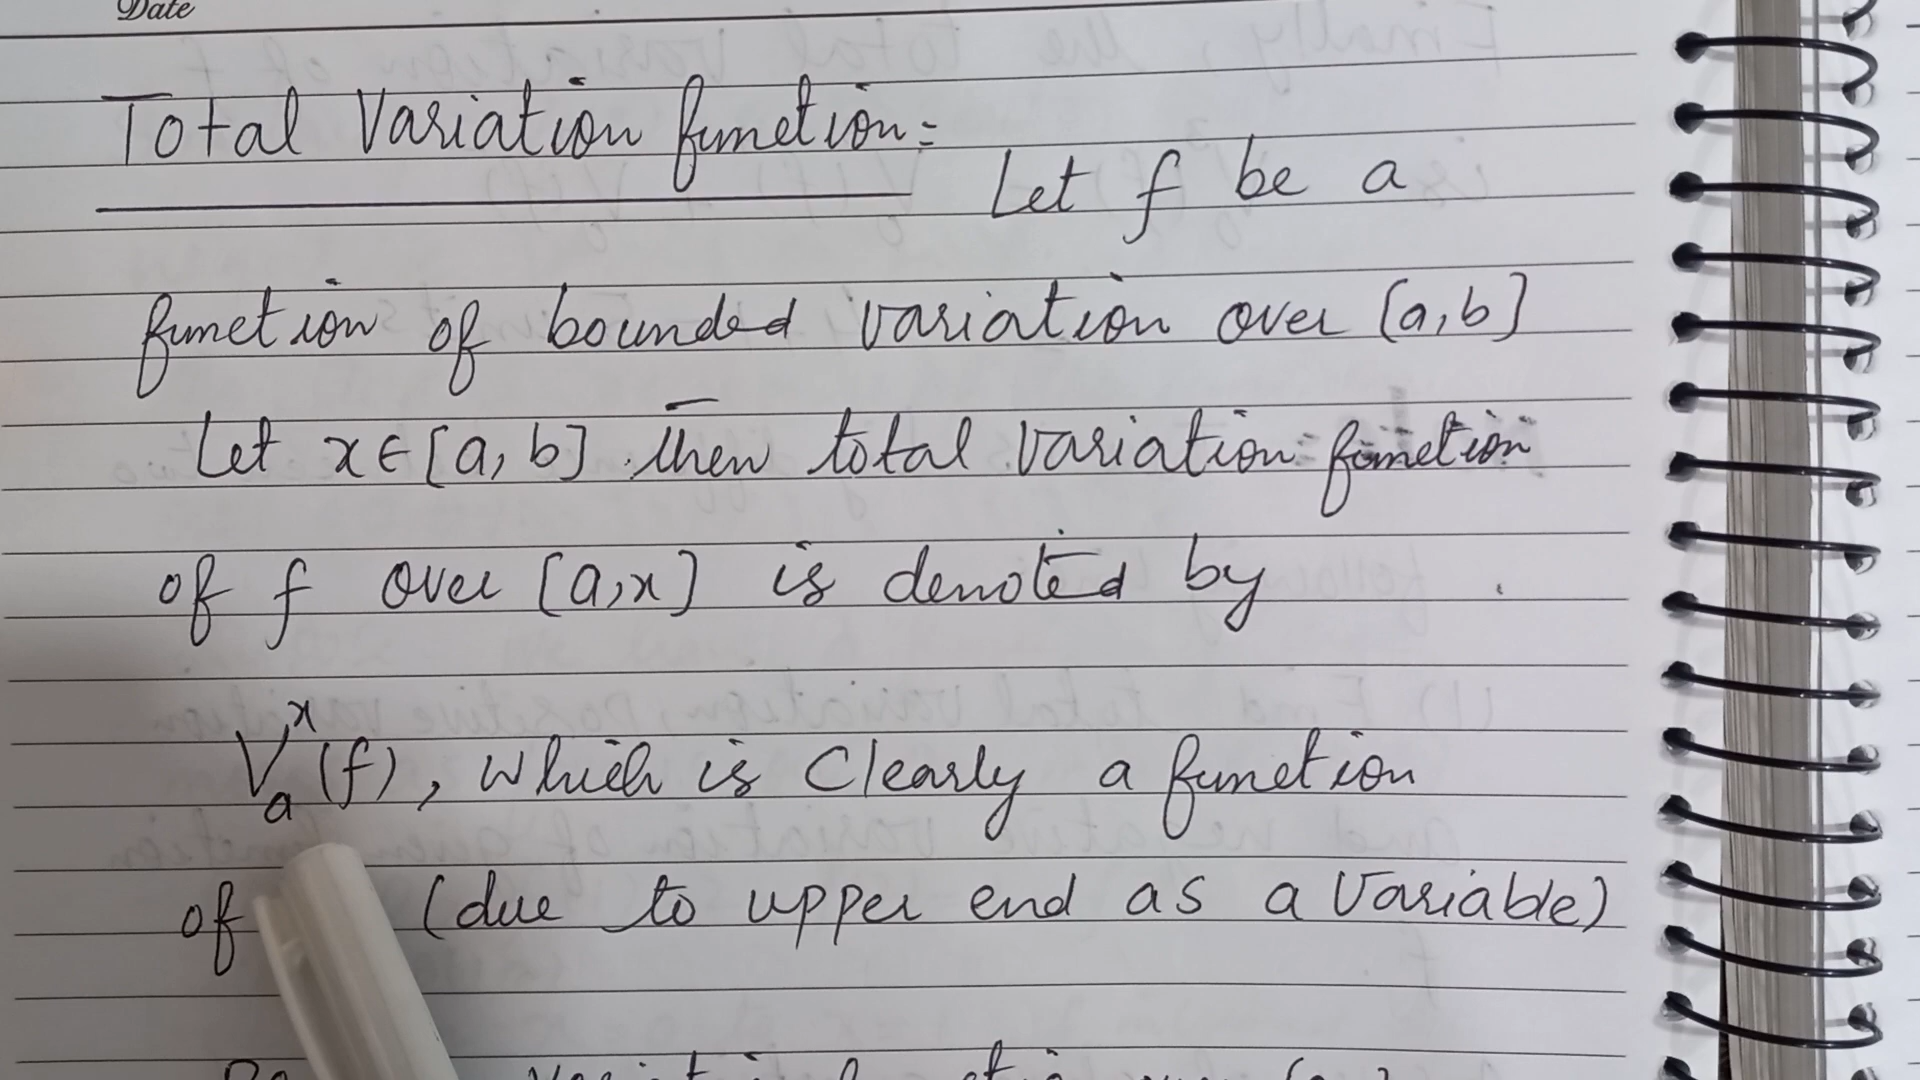 Date
Total Variation function:
Let f be a
function of bounded variation over [a,b]
Let x∈[a,b]. Then total variation function
of f over [a,x] is denoted by
V_a^x(f), which is clearly a function
of (due to upper end as a variable)